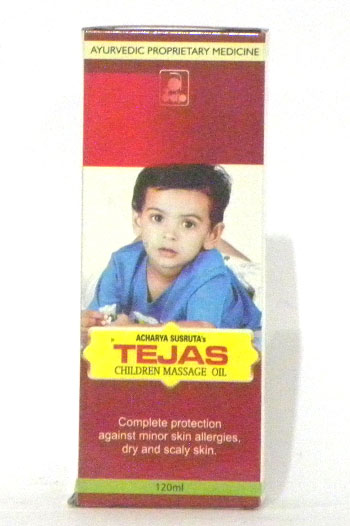 AYURVEDIC PROPRIETARY MEDICINE
ACHARYA SUSRUTA's
TEJAS
CHILDREN MASSAGE OIL
Complete protection
against minor skin allergies,
dry and scaly skin.
120ml